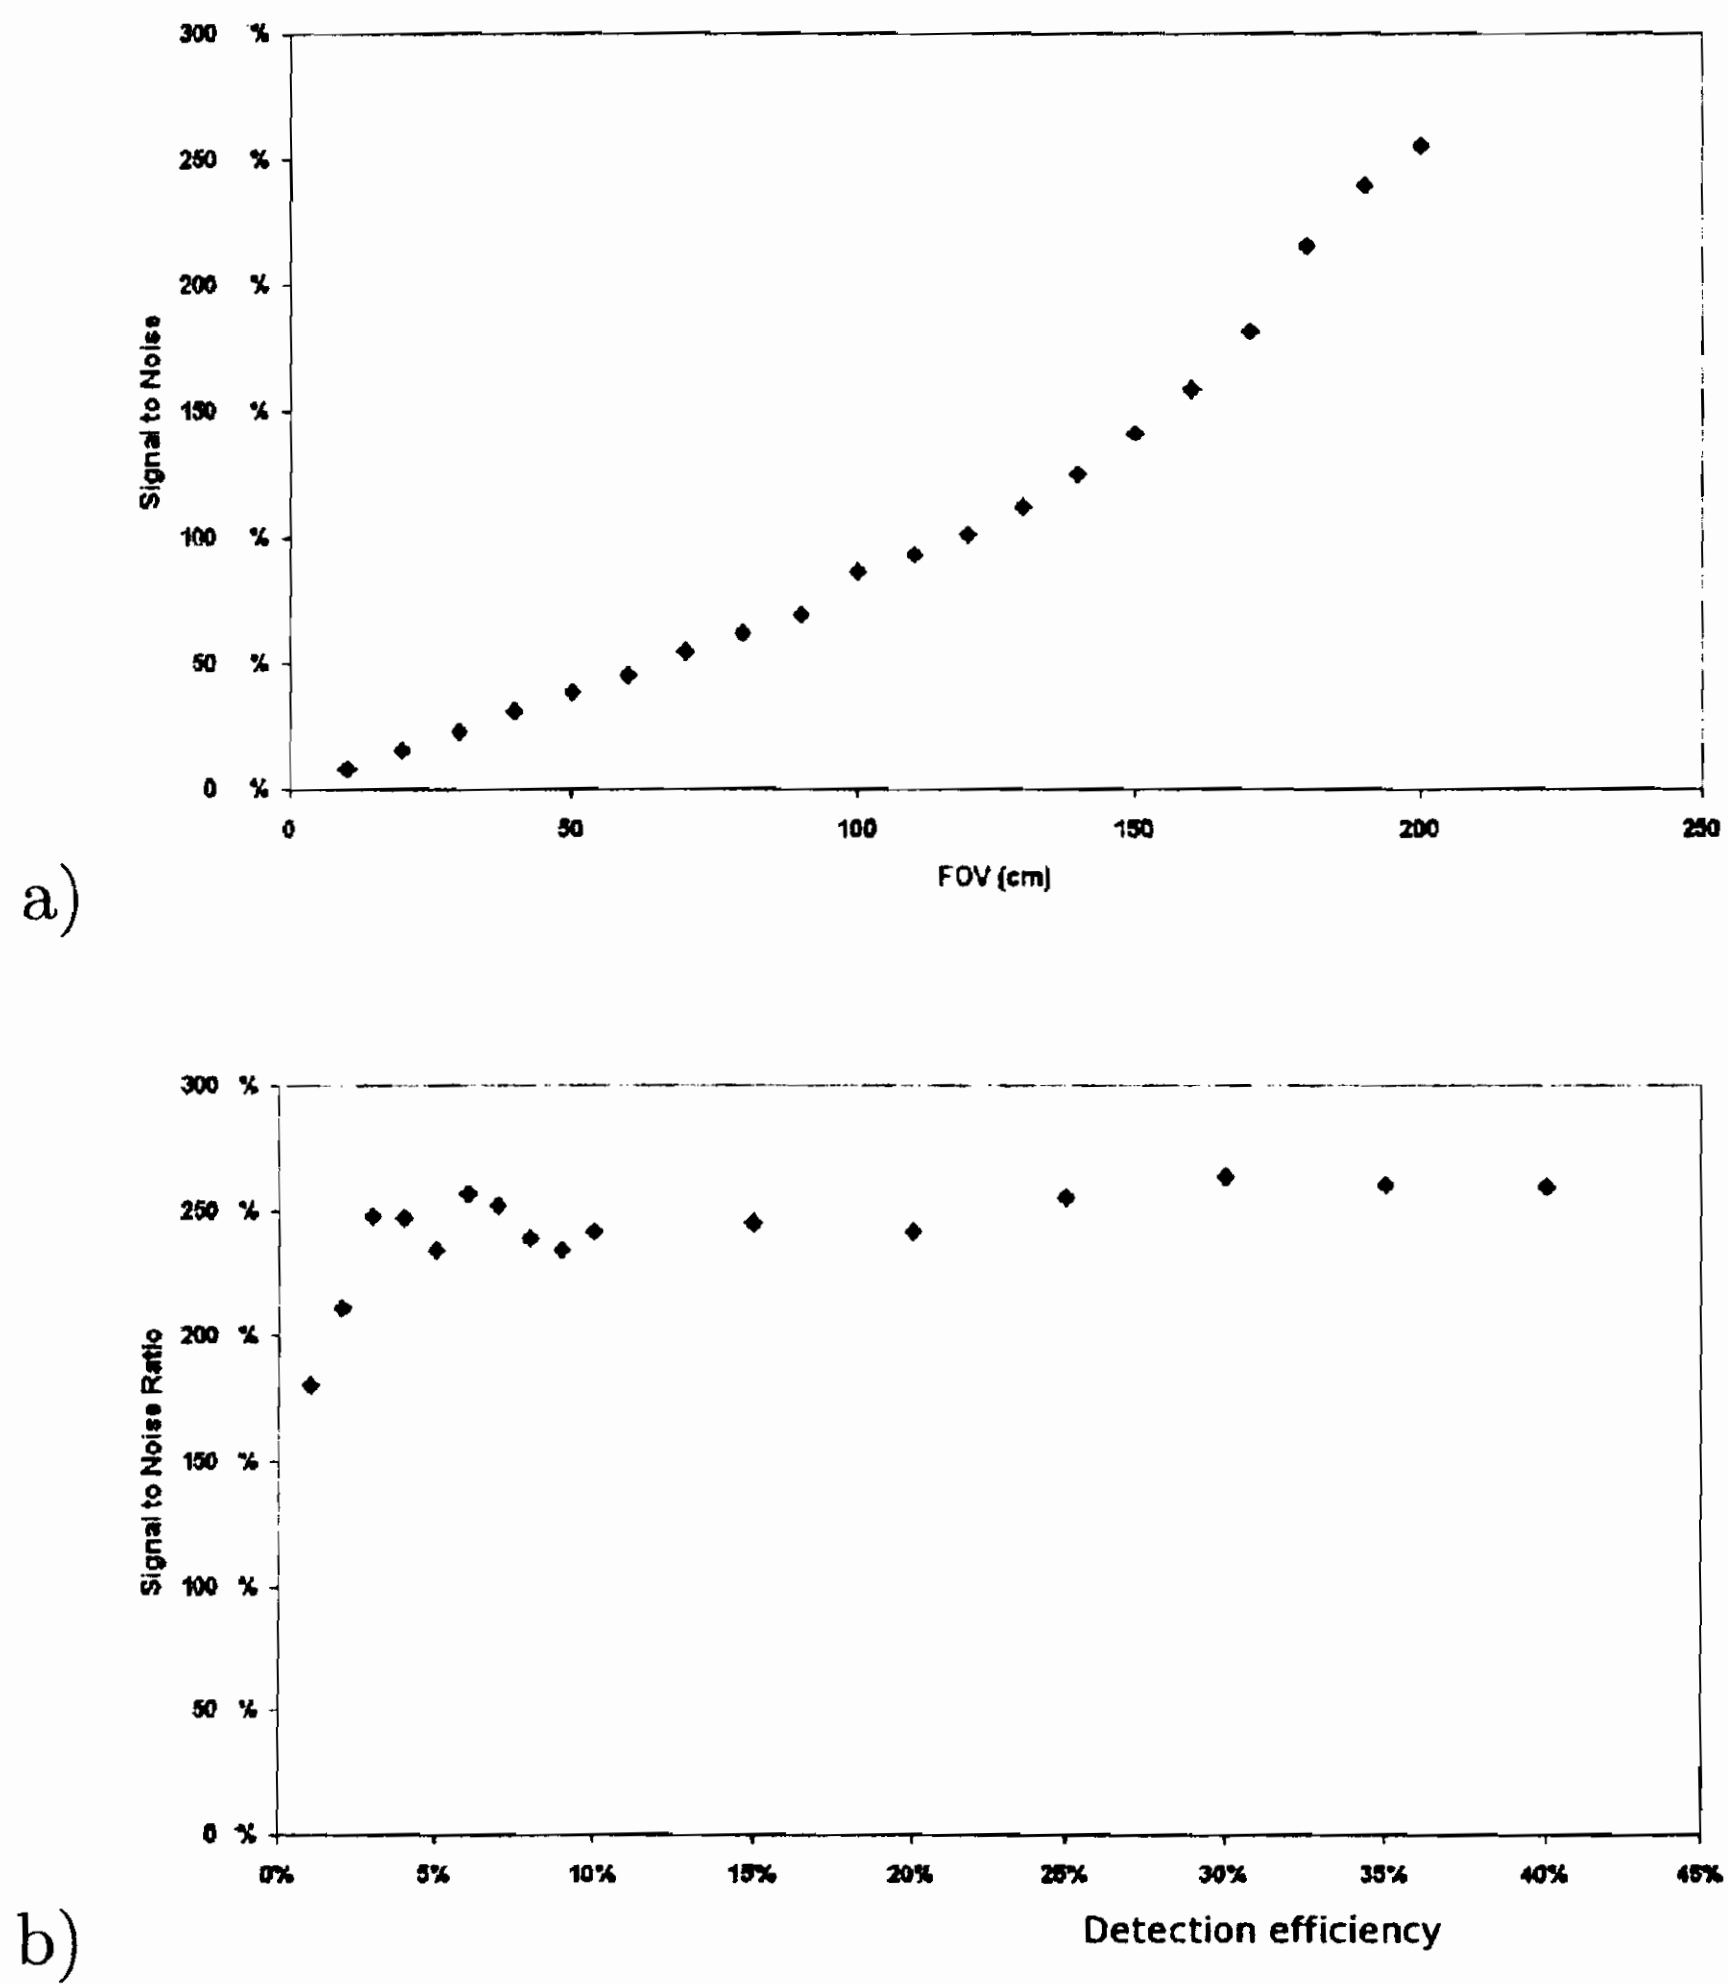 300 %
250 %
200 %
150 %
100 %
50 %
0 %
Signal to Noise
0 50 100 150 200 250
FOV (cm)
a)
300 %
250 %
200 %
150 %
100 %
50 %
0 %
Signal to Noise Ratio
0% 5% 10% 15% 20% 25% 30% 35% 40% 45%
Detection efficiency
b)